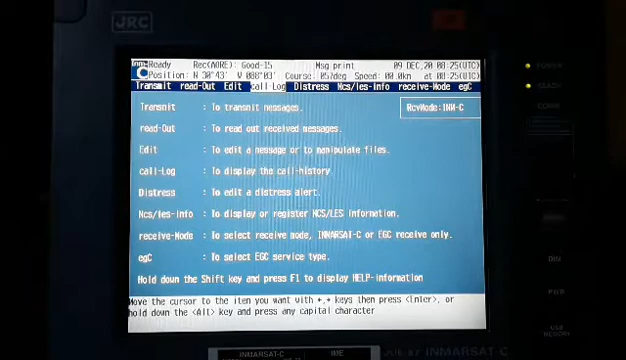 JRC
Ready Rec(AORE): Good-15 Msg print 09 DEC,20 08:25(UTC)
Position: N 30°43' W 088°03' Course: 057deg Speed: 00.0kn at 08:25(UTC)
Transmit read-Out Edit call-Log Distress Ncs/les-info receive-Mode egC
Transmit : To transmit messages.
RcvMode:INM-C
read-Out : To read out received messages.
Edit : To edit a message or to manipulate files.
call-Log : To display the call-history.
Distress : To edit a distress alert.
Ncs/les-info : To display or register NCS/LES information.
receive-Mode : To select receive mode, INMARSAT-C or EGC receive only.
egC : To select EGC service type.
Hold down the Shift key and press F1 to display HELP-information
Move the cursor to the item you want with keys then press <Enter>, or
hold down the <Alt> key and press any capital character
DIM
PWR
INMARSAT-C
BY INMARSAT-C